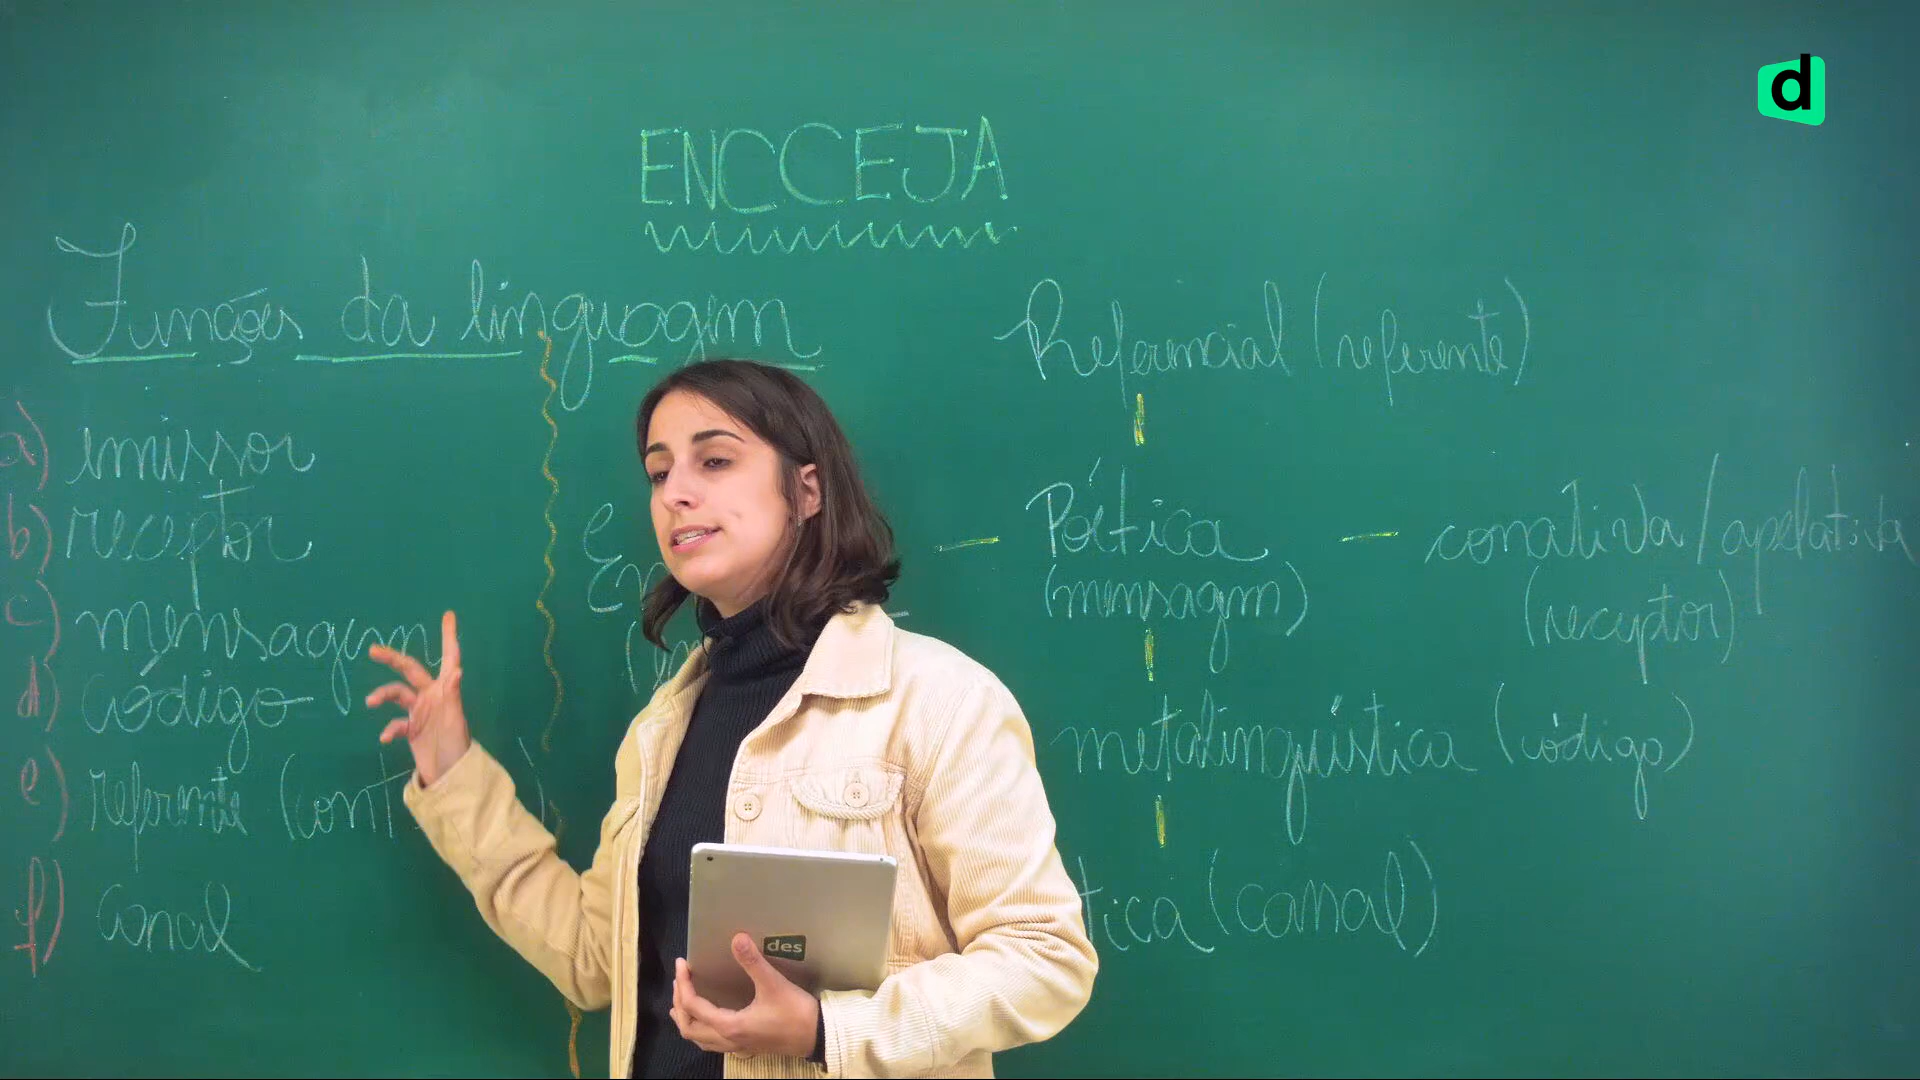 d
ENCCEJA
Funções da linguagem
a) emissor
b) receptor
c) mensagem
d) código
e) referente (cont
f) canal
Referencial (referente)
Poética
(mensagem)
conativa/apelativa
(receptor)
metalinguística (código)
tica (canal)
des